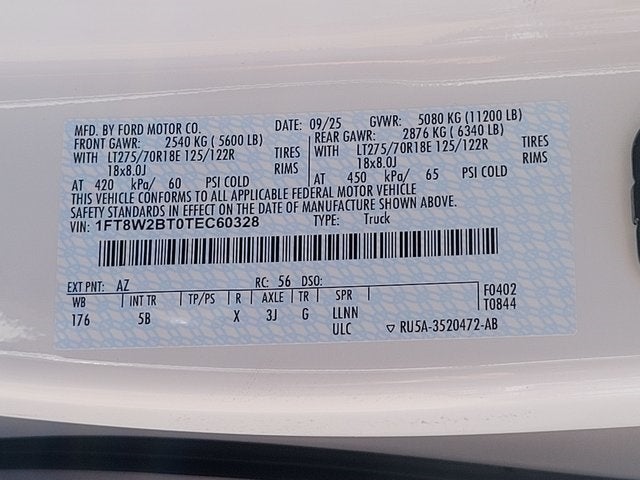 MFD. BY FORD MOTOR CO. DATE: 09/25 GVWR: 5080 KG (11200 LB)
FRONT GAWR: 2540 KG ( 5600 LB) REAR GAWR: 2876 KG ( 6340 LB)
WITH LT275/70R18E 125/122R TIRES WITH LT275/70R18E 125/122R TIRES
18x8.0J RIMS 18x8.0J RIMS
AT 420 kPa/ 60 PSI COLD AT 450 kPa/ 65 PSI COLD
THIS VEHICLE CONFORMS TO ALL APPLICABLE FEDERAL MOTOR VEHICLE
SAFETY STANDARDS IN EFFECT ON THE DATE OF MANUFACTURE SHOWN ABOVE.
VIN: 1FT8W2BT0TEC60328 TYPE: Truck
EXT PNT: AZ RC: 56 DSO: F0402
WB INT TR TP/PS R AXLE TR SPR T0844
176 5B X 3J G LLNN
ULC ▽ RU5A-3520472-AB